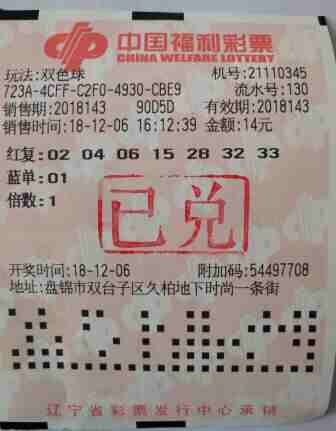 中国福利彩票
CHINA WELFARE LOTTERY
玩法:双色球 机号:21110345
723A-4CFF-C2F0-4930-CBE9 流水号:130
销售期:2018143 90D5D 有效期:2018143
销售时间:18-12-06 16:12:39 金额:14元
红复:02 04 06 15 28 32 33
蓝单:01
倍数:1
已兑
开奖时间:18-12-06 附加码:54497708
地址:盘锦市双台子区久柏地下时尚一条街
辽宁省彩票发行中心承销